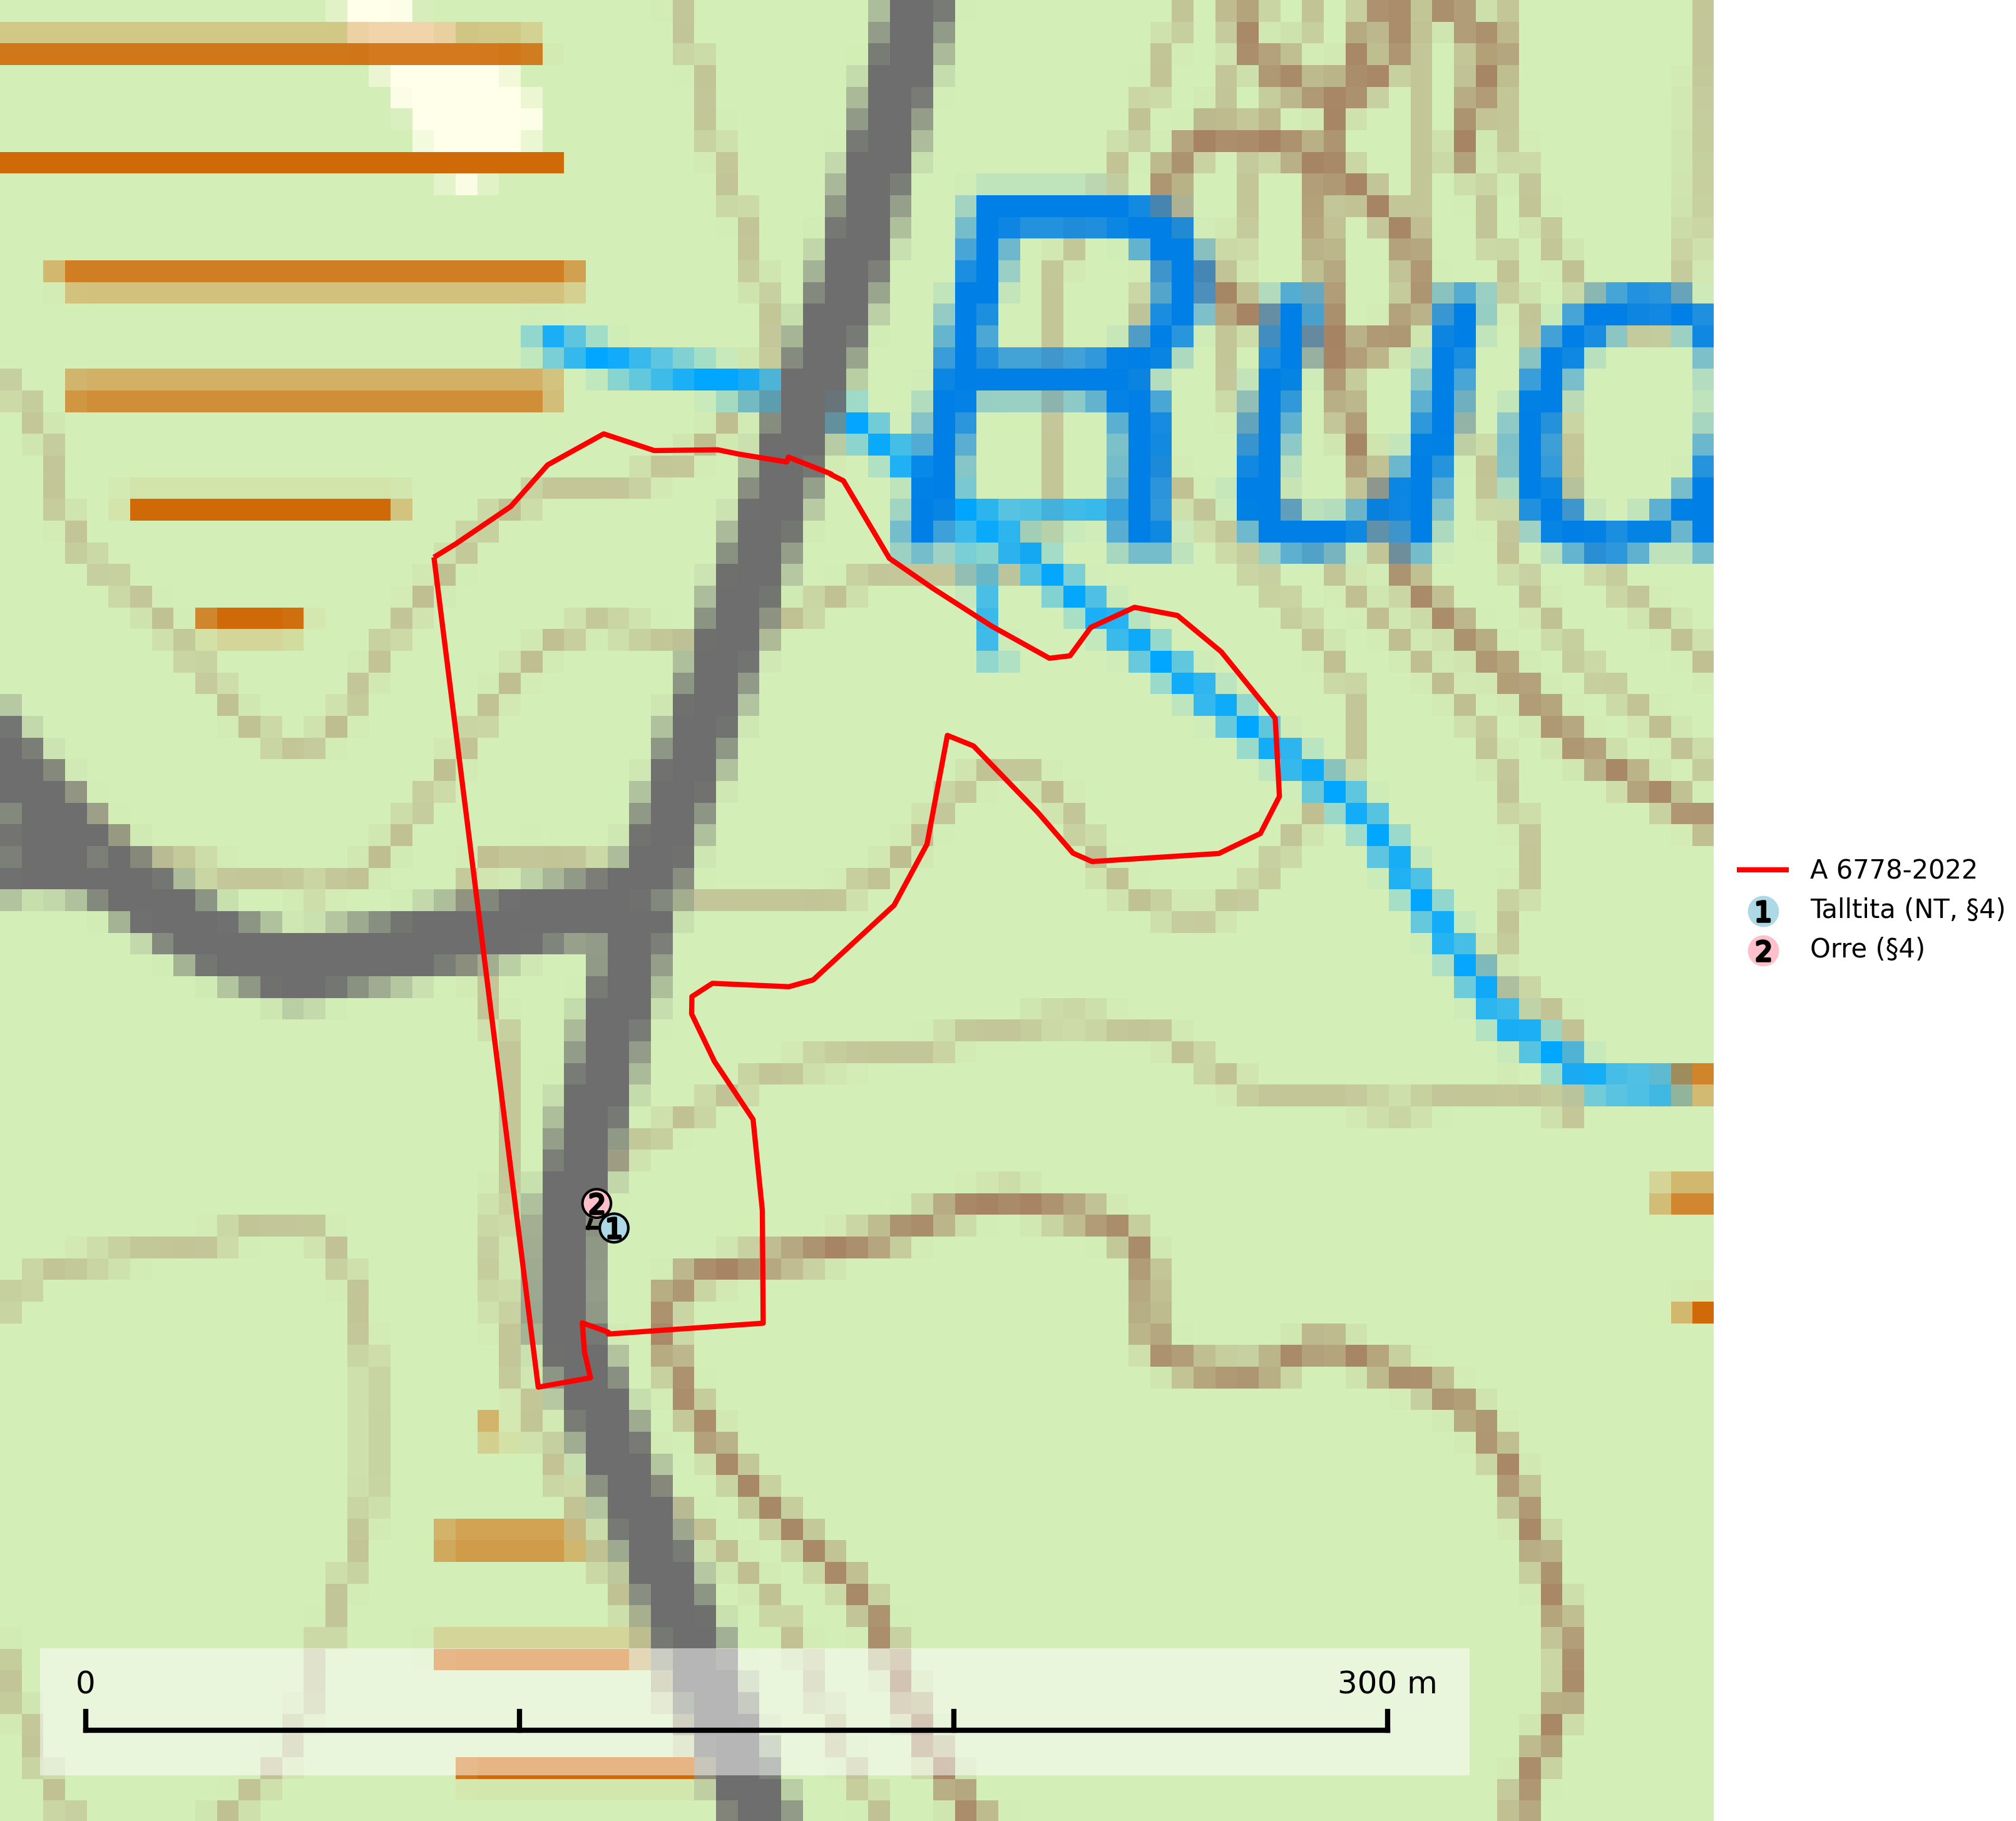 RUO
A 6778-2022
1 Talltita (NT, §4)
2 Orre (§4)
2
1
0 300 m